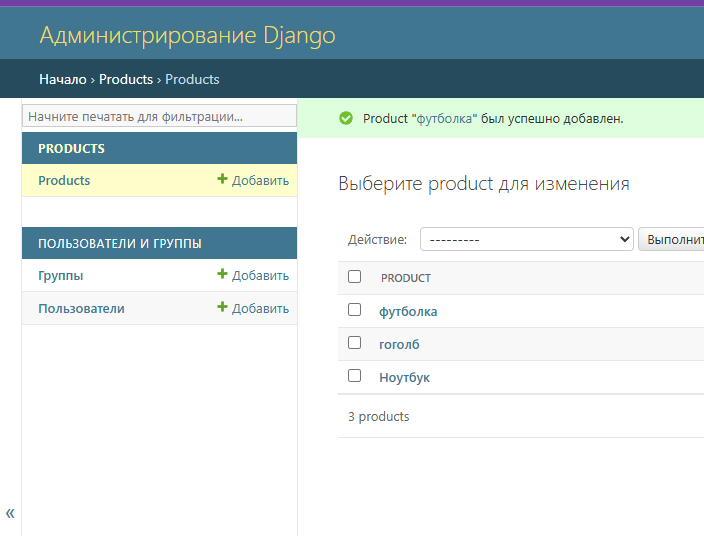 Администрирование Django
Начало › Products › Products
Начните печатать для фильтрации...
Product "футболка" был успешно добавлен.
PRODUCTS
Products + Добавить
ПОЛЬЗОВАТЕЛИ И ГРУППЫ
Группы + Добавить
Пользователи + Добавить
«
Выберите product для изменения
Действие: --------- Выполнит
PRODUCT
футболка
гоголб
Ноутбук
3 products